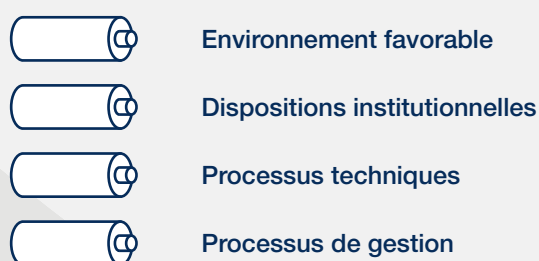 Environnement favorable
Dispositions institutionnelles
Processus techniques
Processus de gestion